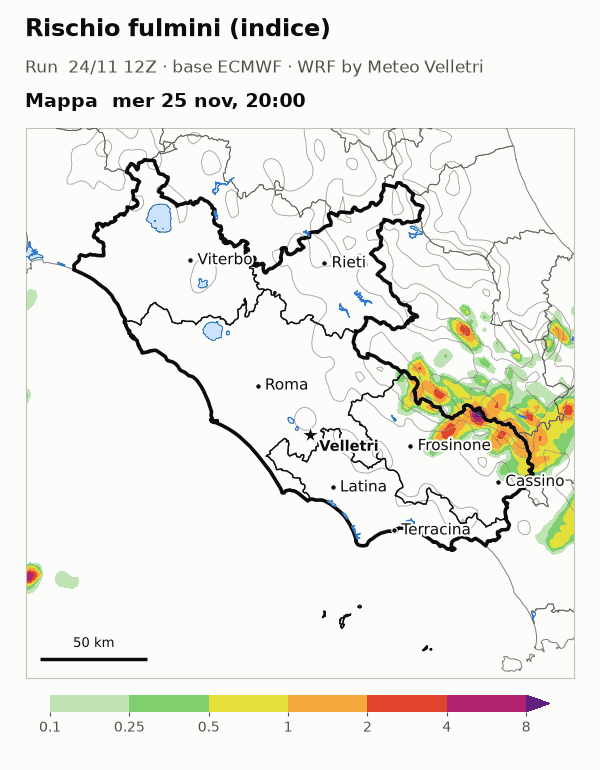 Rischio fulmini (indice)
Run  24/11 12Z · base ECMWF · WRF by Meteo Velletri
Mappa  mer 25 nov, 20:00
Viterbo
Rieti
Roma
Velletri
Frosinone
Latina
Cassino
Terracina
50 km
0.1 0.25 0.5 1 2 4 8